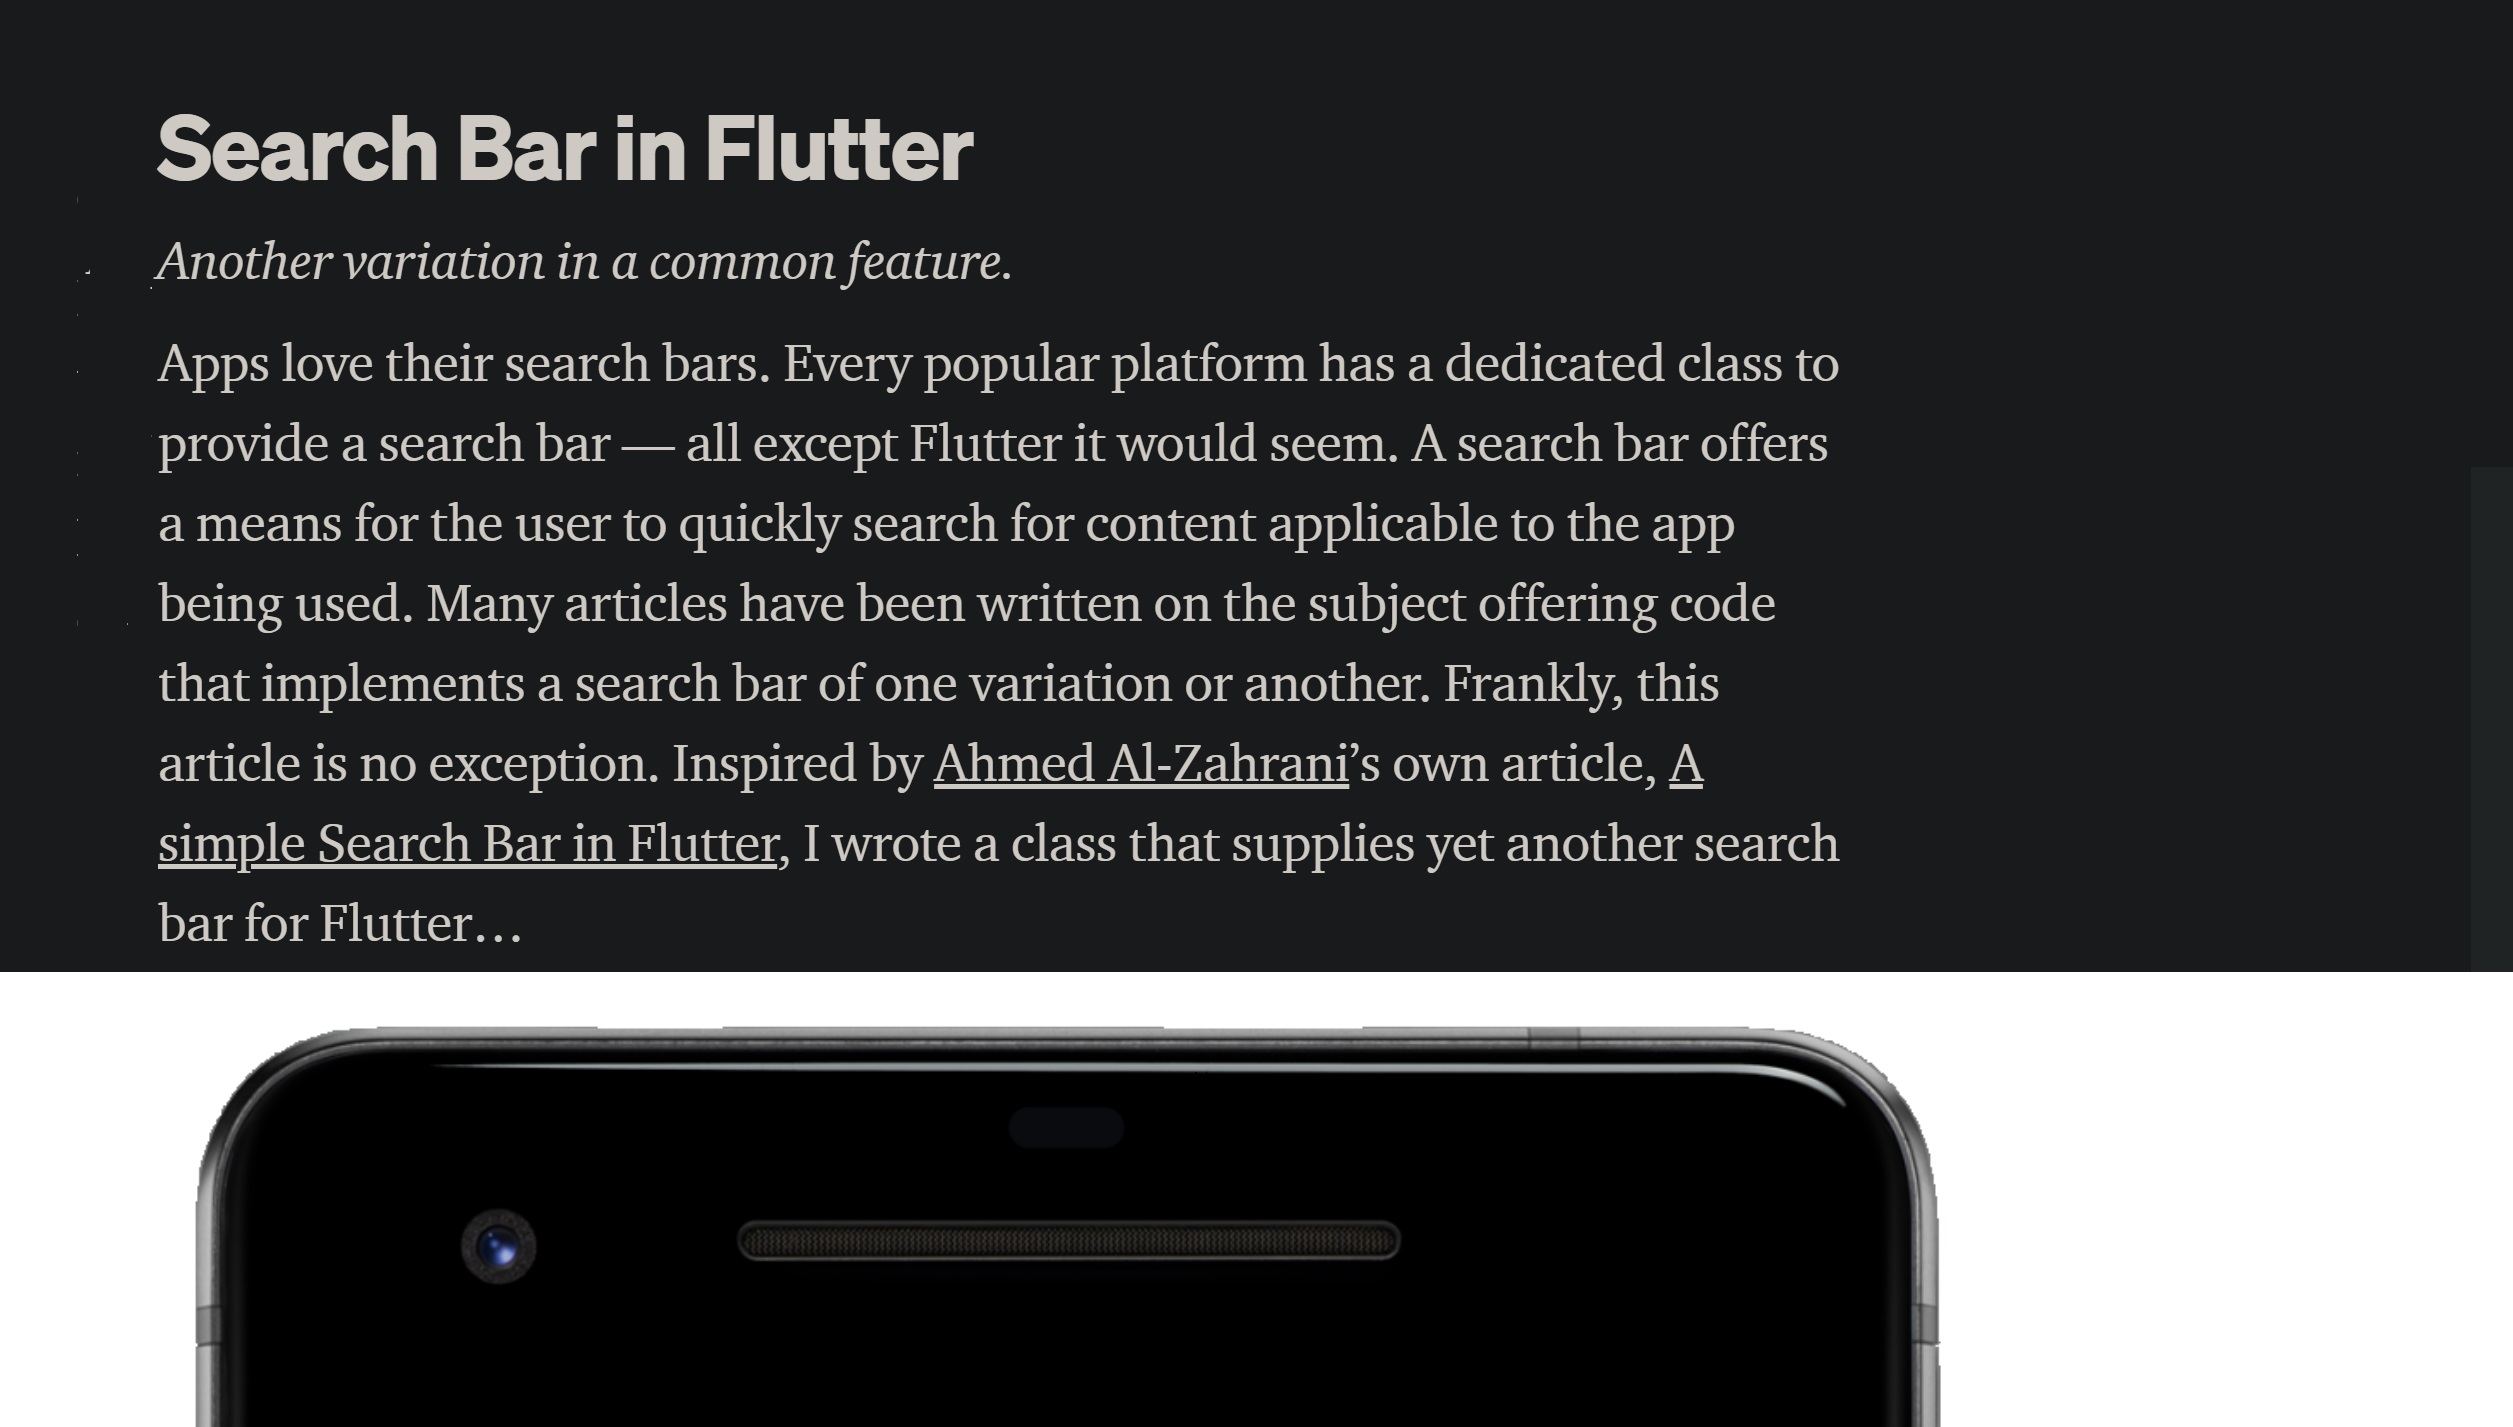 Search Bar in Flutter
Another variation in a common feature.
Apps love their search bars. Every popular platform has a dedicated class to
provide a search bar — all except Flutter it would seem. A search bar offers
a means for the user to quickly search for content applicable to the app
being used. Many articles have been written on the subject offering code
that implements a search bar of one variation or another. Frankly, this
article is no exception. Inspired by Ahmed Al-Zahrani’s own article, A
simple Search Bar in Flutter, I wrote a class that supplies yet another search
bar for Flutter…